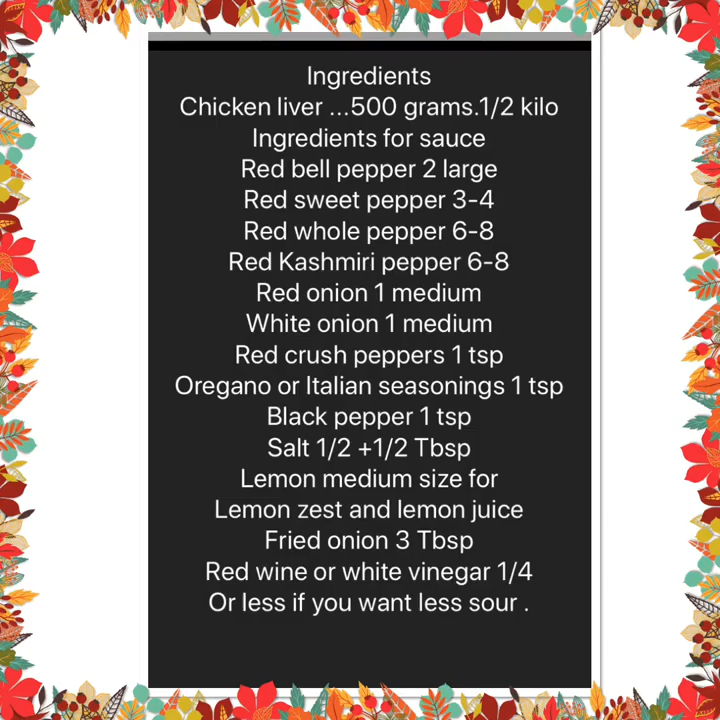 Ingredients
Chicken liver ...500 grams.1/2 kilo
Ingredients for sauce
Red bell pepper 2 large
Red sweet pepper 3-4
Red whole pepper 6-8
Red Kashmiri pepper 6-8
Red onion 1 medium
White onion 1 medium
Red crush peppers 1 tsp
Oregano or Italian seasonings 1 tsp
Black pepper 1 tsp
Salt 1/2 +1/2 Tbsp
Lemon medium size for
Lemon zest and lemon juice
Fried onion 3 Tbsp
Red wine or white vinegar 1/4
Or less if you want less sour .